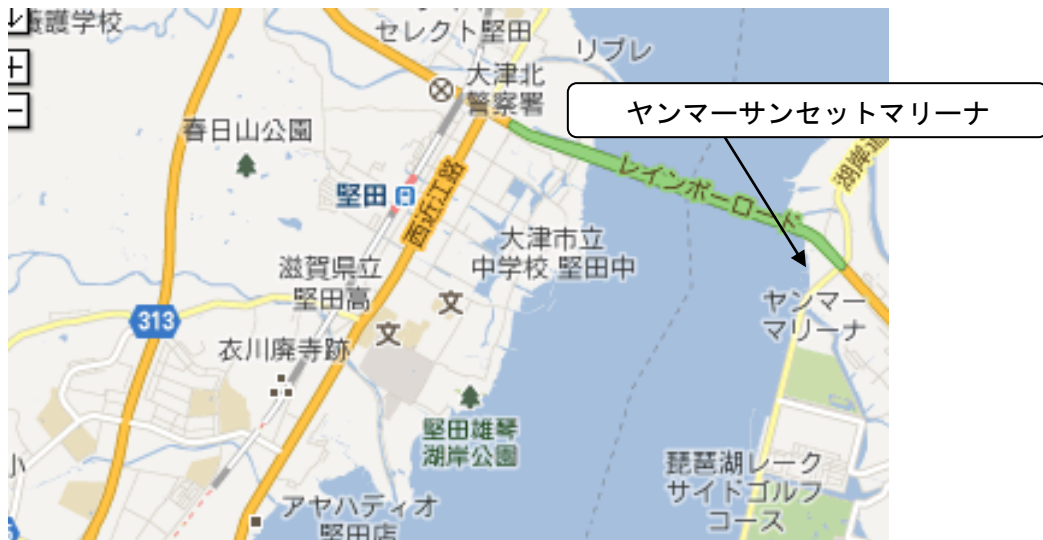 養護学校
セレクト堅田
リブレ
大津北
警察署
ヤンマーサンセットマリーナ
春日山公園
レインボーロード
湖岸道
堅田
西近江路
大津市立
中学校 堅田中
滋賀県立
堅田高
文
文
313
ヤンマー
マリーナ
衣川廃寺跡
堅田雄琴
湖岸公園
琵琶湖レーク
サイドゴルフ
コース
小
アヤハディオ
堅田店